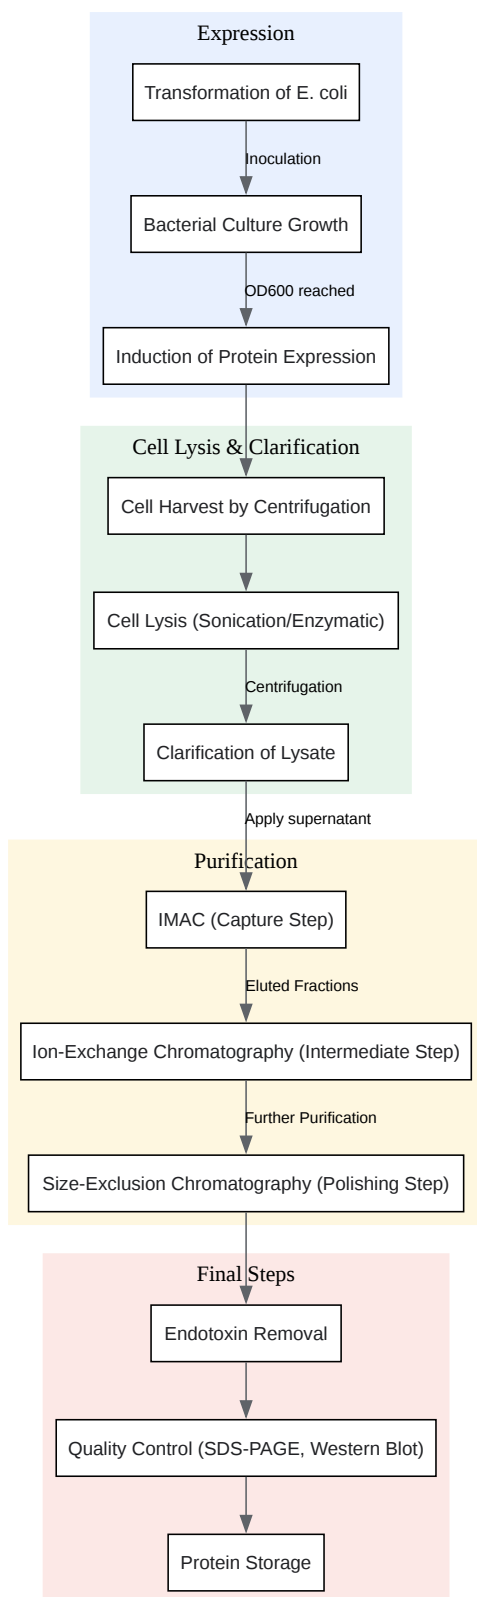 Expression
Transformation of E. coli
Inoculation
Bacterial Culture Growth
OD600 reached
Induction of Protein Expression
Cell Lysis & Clarification
Cell Harvest by Centrifugation
Cell Lysis (Sonication/Enzymatic)
Centrifugation
Clarification of Lysate
Apply supernatant
Purification
IMAC (Capture Step)
Eluted Fractions
Ion-Exchange Chromatography (Intermediate Step)
Further Purification
Size-Exclusion Chromatography (Polishing Step)
Final Steps
Endotoxin Removal
Quality Control (SDS-PAGE, Western Blot)
Protein Storage